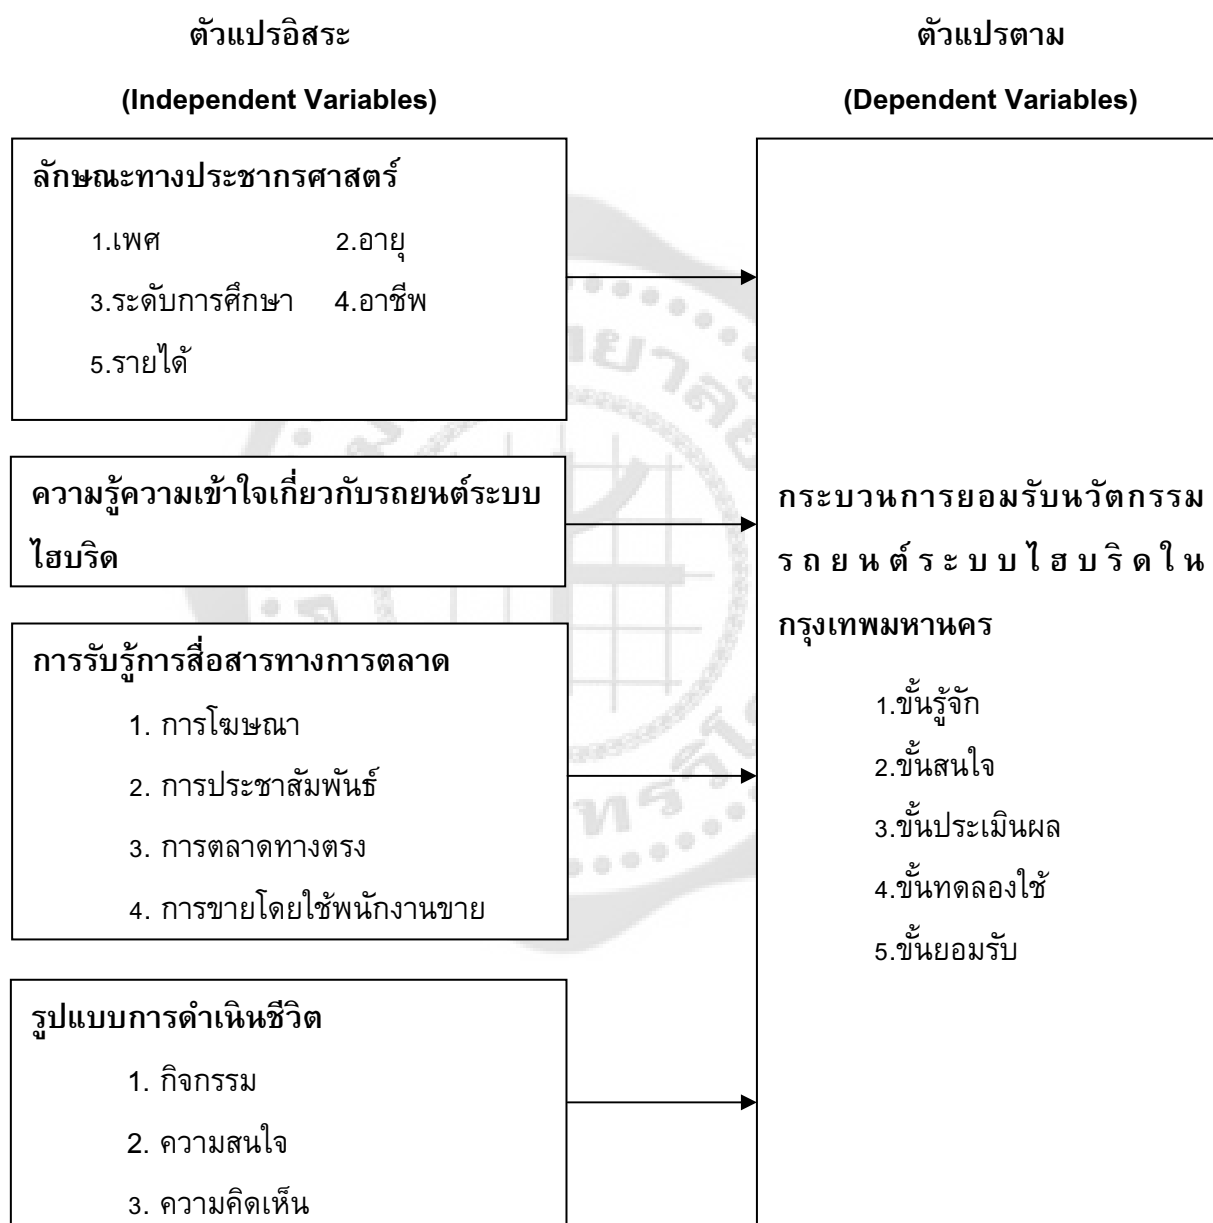 ตัวแปรอิสระ
(Independent Variables)
ลักษณะทางประชากรศาสตร์
1.เพศ 2.อายุ
3.ระดับการศึกษา 4.อาชีพ
5.รายได้
ความรู้ความเข้าใจเกี่ยวกับรถยนต์ระบบ
ไฮบริด
การรับรู้การสื่อสารทางการตลาด
1. การโฆษณา
2. การประชาสัมพันธ์
3. การตลาดทางตรง
4. การขายโดยใช้พนักงานขาย
รูปแบบการดำเนินชีวิต
1. กิจกรรม
2. ความสนใจ
3. ความคิดเห็น
ตัวแปรตาม
(Dependent Variables)
กระบวนการยอมรับนวัตกรรม
รถยนต์ระบบไฮบริดใน
กรุงเทพมหานคร
1.ขั้นรู้จัก
2.ขั้นสนใจ
3.ขั้นประเมินผล
4.ขั้นทดลองใช้
5.ขั้นยอมรับ